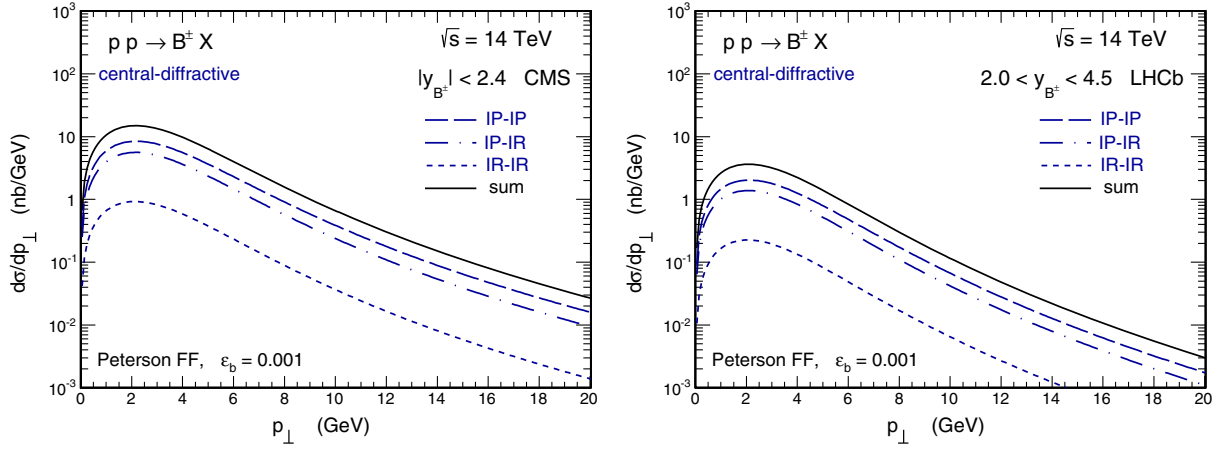 dσ/dp⊥ (nb/GeV)
10³
10²
10
1
10⁻¹
10⁻²
10⁻³
p p → B± X
√s = 14 TeV
central-diffractive
|y_B±| < 2.4 CMS
IP-IP
IP-IR
IR-IR
sum
Peterson FF, ε_b = 0.001
0 2 4 6 8 10 12 14 16 18 20
p⊥ (GeV)
dσ/dp⊥ (nb/GeV)
10³
10²
10
1
10⁻¹
10⁻²
10⁻³
p p → B± X
√s = 14 TeV
central-diffractive
2.0 < y_B± < 4.5 LHCb
IP-IP
IP-IR
IR-IR
sum
Peterson FF, ε_b = 0.001
0 2 4 6 8 10 12 14 16 18 20
p⊥ (GeV)